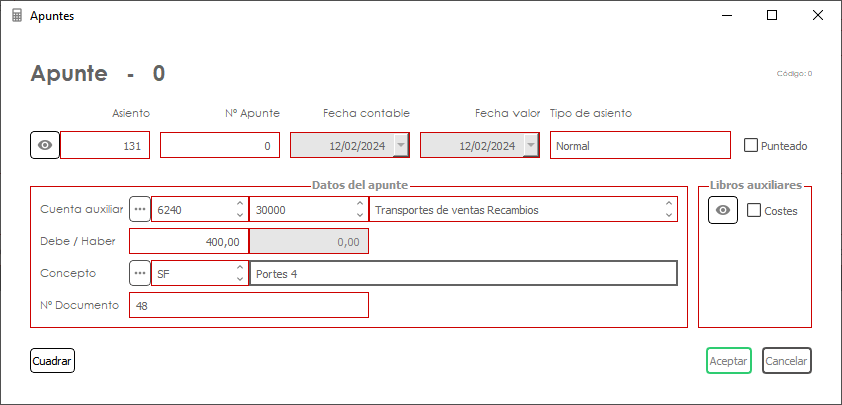 Apuntes
Apunte - 0
Código: 0
Asiento Nº Apunte Fecha contable Fecha valor Tipo de asiento
131 0 12/02/2024 12/02/2024 Normal Punteado
Datos del apunte Libros auxiliares
Cuenta auxiliar ... 6240 30000 Transportes de ventas Recambios Costes
Debe / Haber 400,00 0,00
Concepto ... SF Portes 4
Nº Documento 48
Cuadrar Aceptar Cancelar